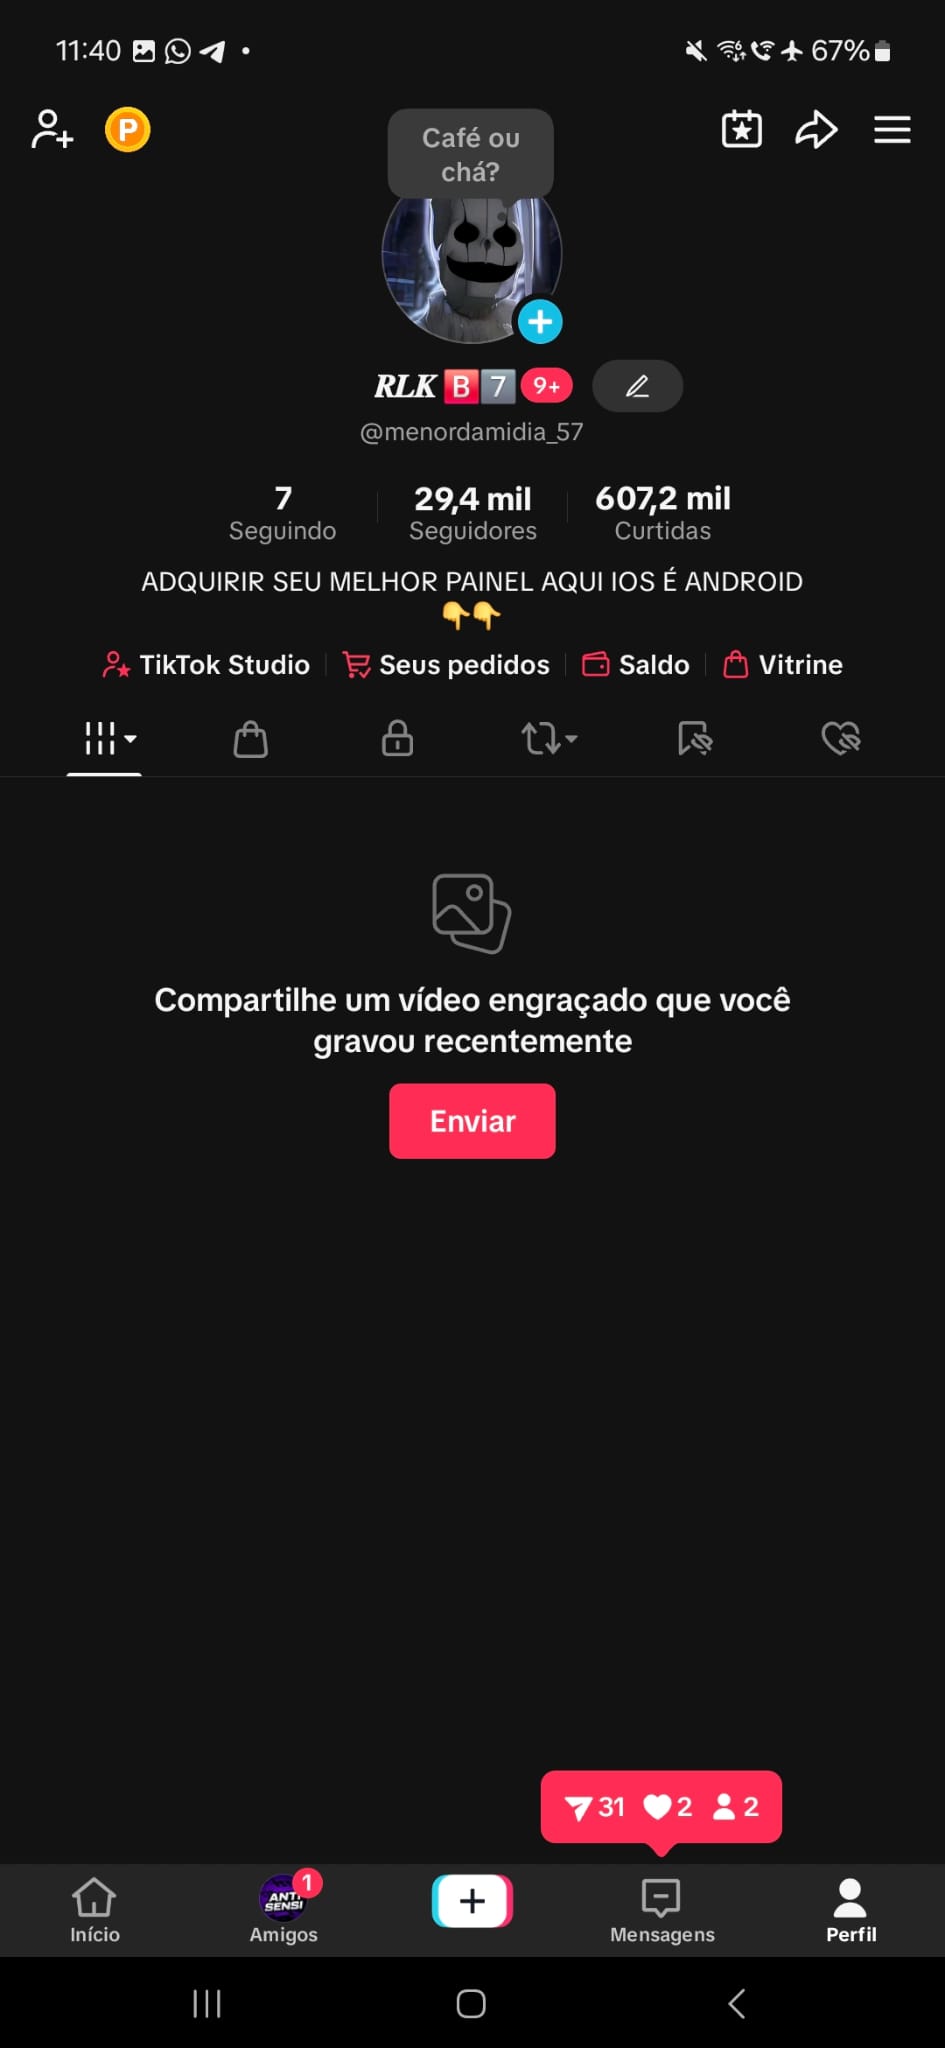 11:40
67%
P
Café ou
chá?
RLK B 7 9+
@menordamidia_57
7 29,4 mil 607,2 mil
Seguindo Seguidores Curtidas
ADQUIRIR SEU MELHOR PAINEL AQUI IOS É ANDROID
👇👇
TikTok Studio Seus pedidos Saldo Vitrine
Compartilhe um vídeo engraçado que você
gravou recentemente
Enviar
31 2 2
ANTI
SENSI
1
Início Amigos Mensagens Perfil